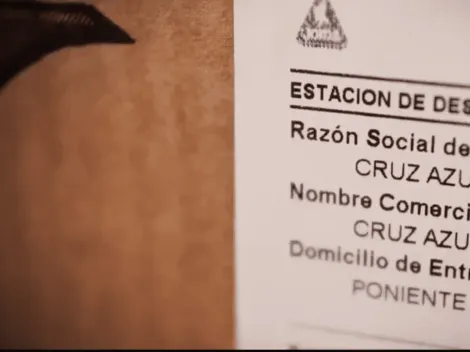 ESTACION DE DES
Razón Social de
CRUZ AZU
Nombre Comerci
CRUZ AZU
Domicilio de Entr
PONIENTE